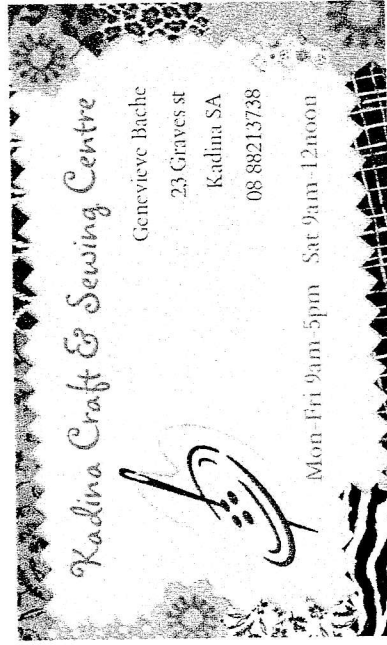 Kadina Craft & Sewing Centre
Genevieve Bache
23 Graves st
Kadina SA
08 88213738
Mon-Fri 9am-5pm Sat 9am-12noon